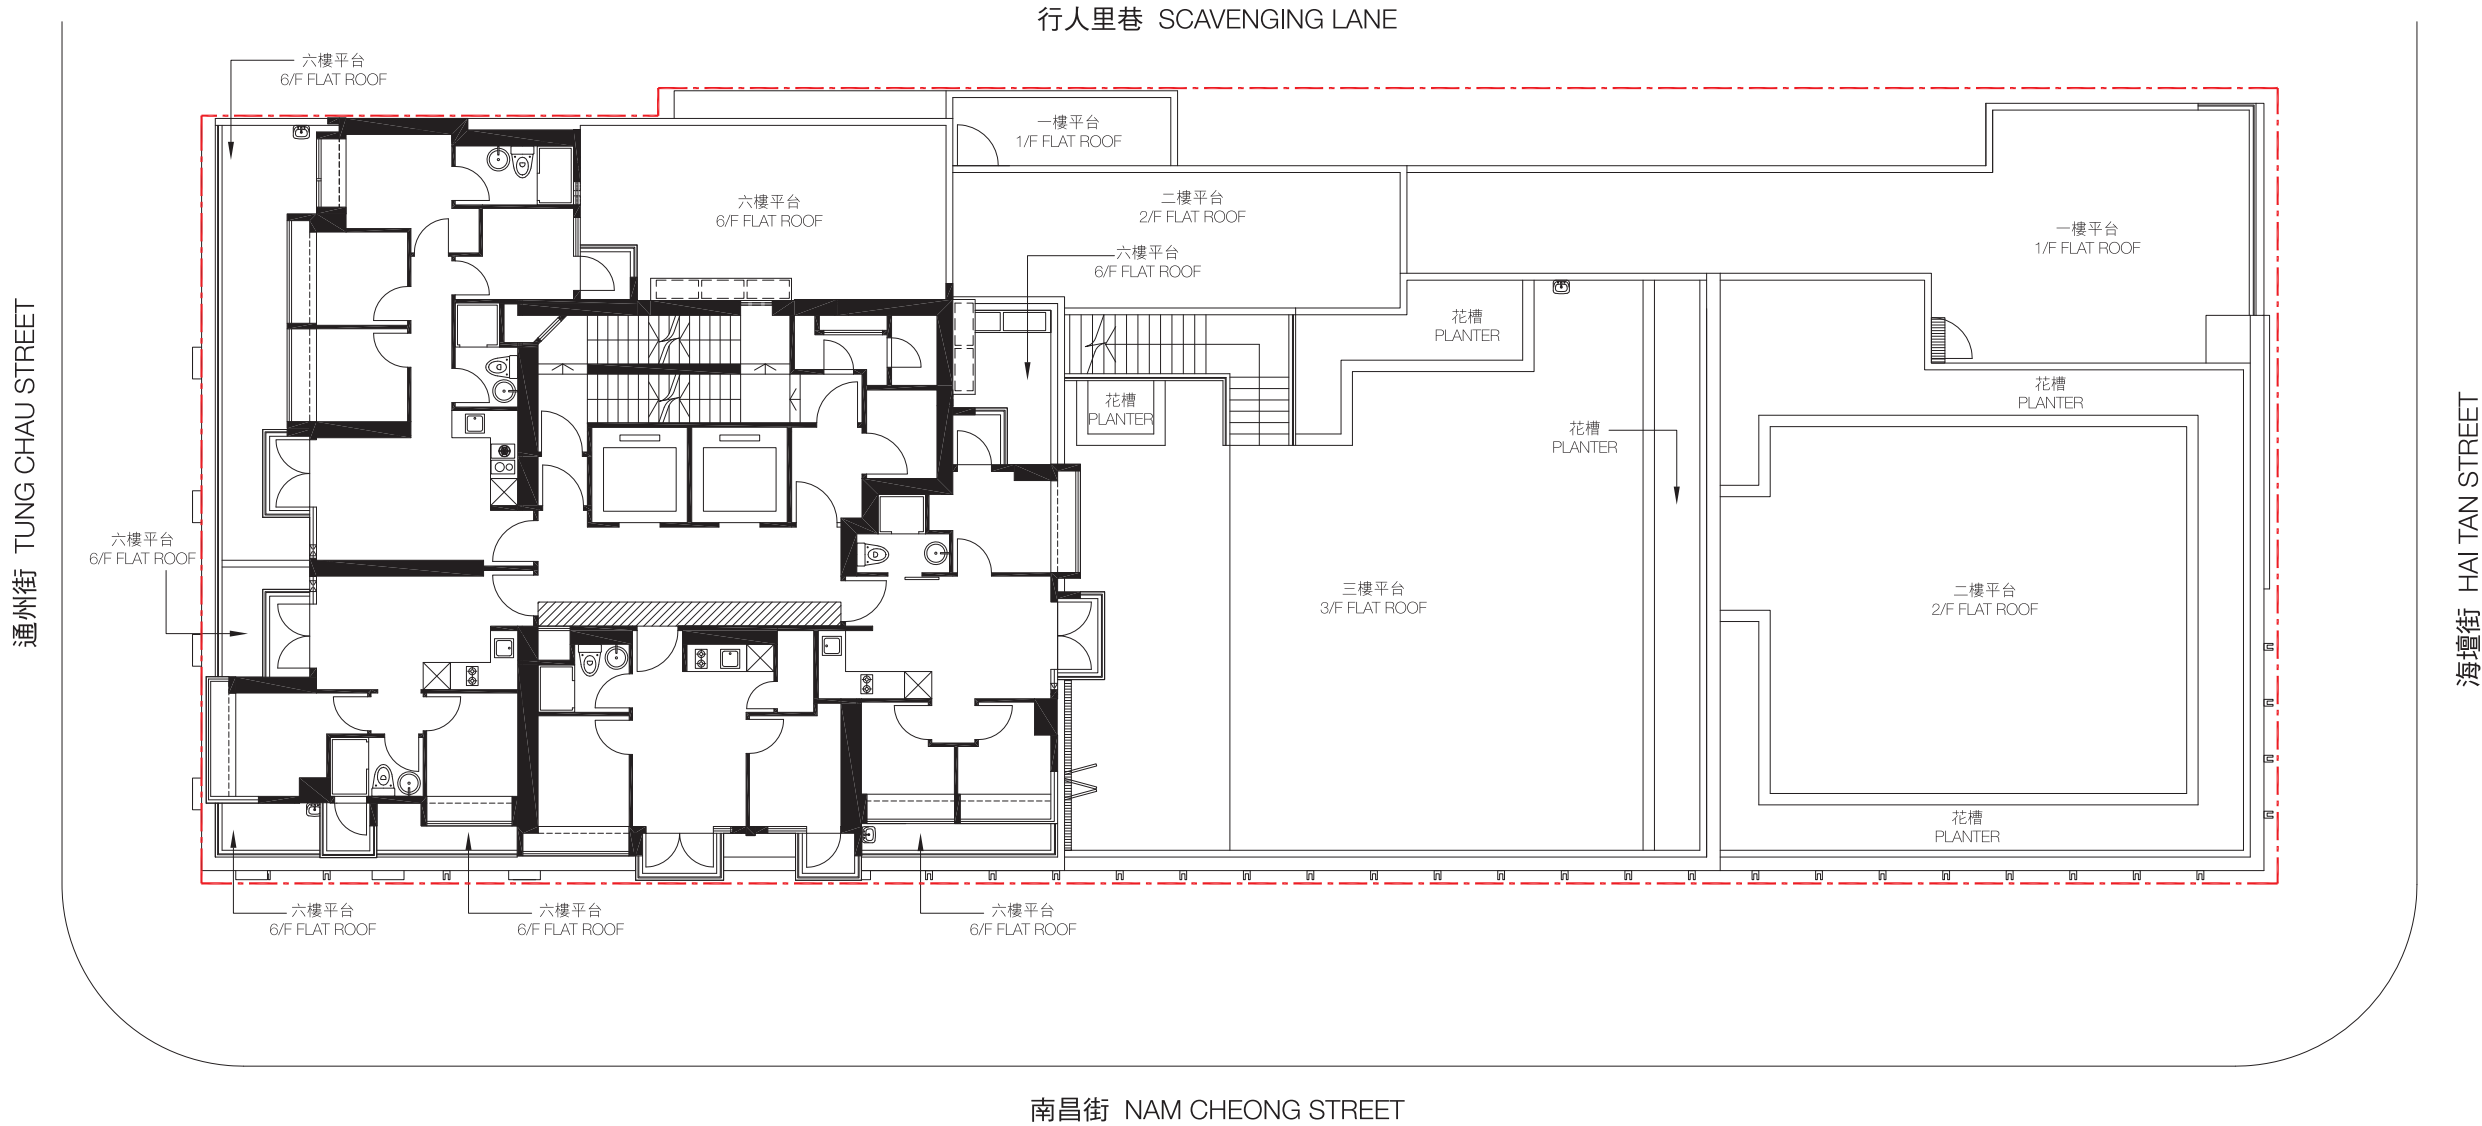 行人里巷 SCAVENGING LANE
六樓平台
6/F FLAT ROOF
一樓平台
1/F FLAT ROOF
六樓平台
6/F FLAT ROOF
二樓平台
2/F FLAT ROOF
一樓平台
1/F FLAT ROOF
六樓平台
6/F FLAT ROOF
花槽
PLANTER
花槽
PLANTER
花槽
PLANTER
花槽
PLANTER
通州街 TUNG CHAU STREET
海壇街 HAI TAN STREET
六樓平台
6/F FLAT ROOF
三樓平台
3/F FLAT ROOF
二樓平台
2/F FLAT ROOF
花槽
PLANTER
六樓平台
6/F FLAT ROOF
六樓平台
6/F FLAT ROOF
六樓平台
6/F FLAT ROOF
南昌街 NAM CHEONG STREET